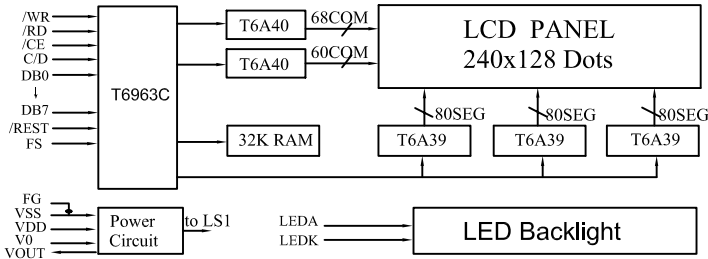 /WR
/RD
/CE
C/D
DB0
DB7
/REST
FS
T6963C
T6A40
68COM
T6A40
60COM
LCD PANEL
240x128 Dots
80SEG
80SEG
80SEG
32K RAM
T6A39
T6A39
T6A39
FG
VSS
VDD
V0
VOUT
Power
Circuit
to LS1
LEDA
LEDK
LED Backlight